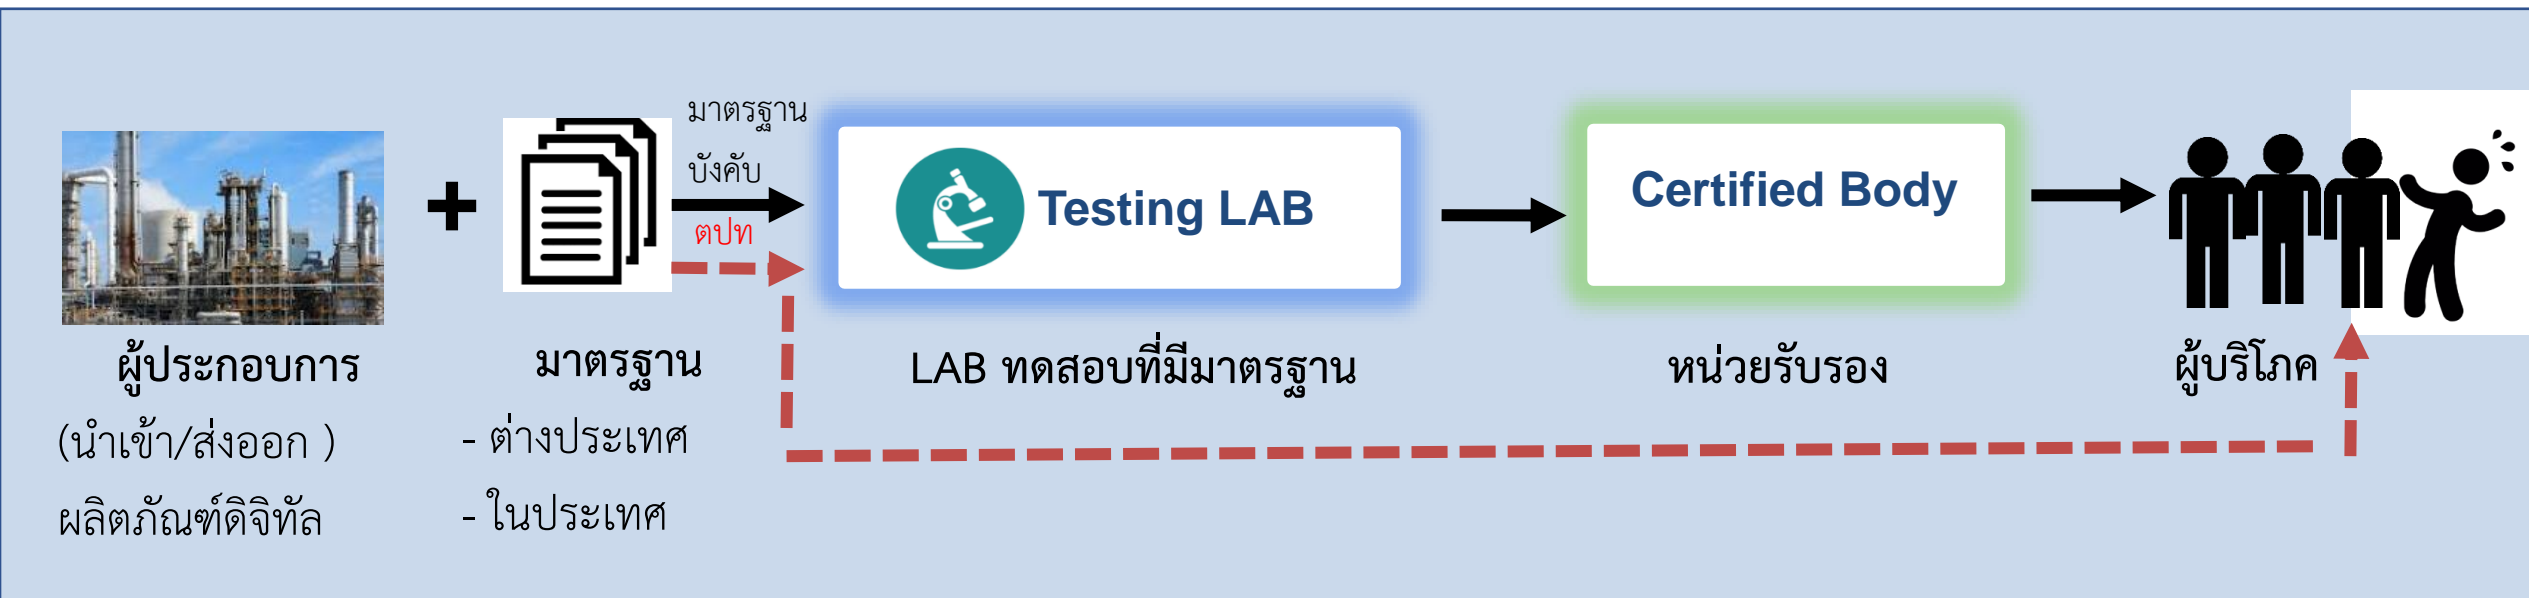 มาตรฐาน
บังคับ
ตปท
Testing LAB
Certified Body
ผู้ประกอบการ
(นำเข้า/ส่งออก )
ผลิตภัณฑ์ดิจิทัล
มาตรฐาน
- ต่างประเทศ
- ในประเทศ
LAB ทดสอบที่มีมาตรฐาน
หน่วยรับรอง
ผู้บริโภค